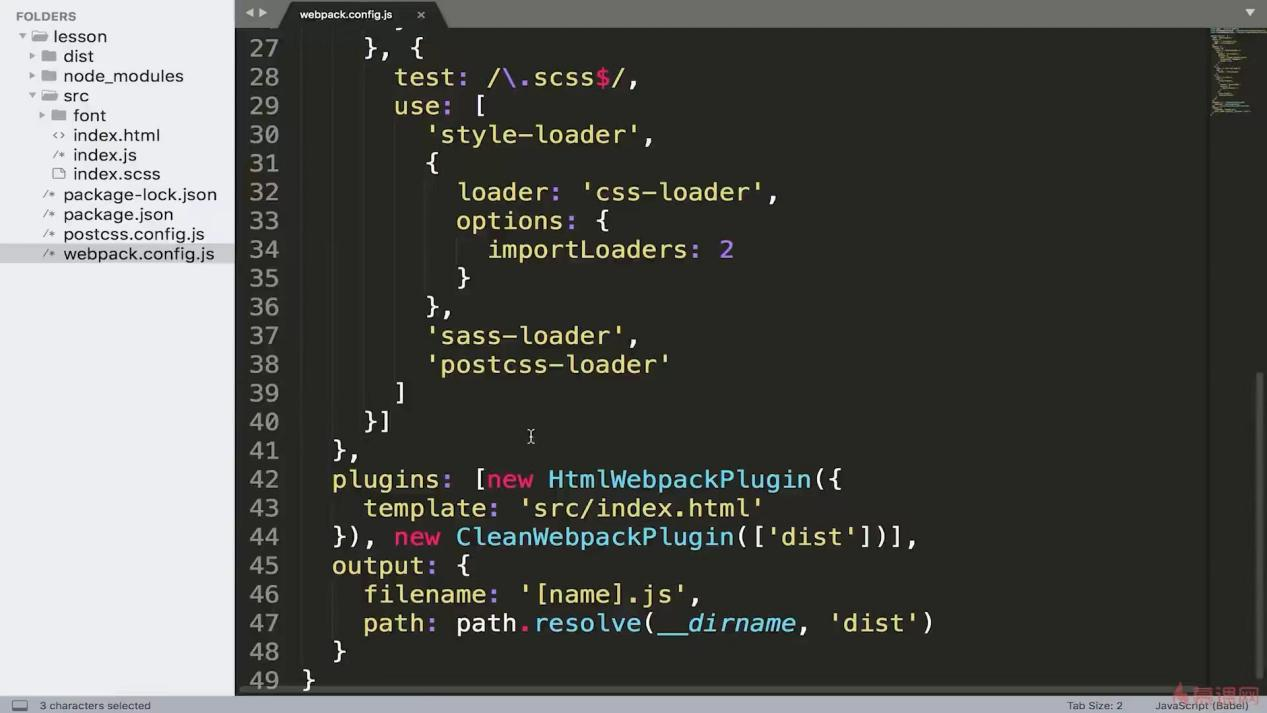 FOLDERS
lesson
dist
node_modules
src
font
index.html
index.js
index.scss
package-lock.json
package.json
postcss.config.js
webpack.config.js
webpack.config.js ×
27 }, {
28 test: /\.scss$/,
29 use: [
30 'style-loader',
31 {
32 loader: 'css-loader',
33 options: {
34 importLoaders: 2
35 }
36 },
37 'sass-loader',
38 'postcss-loader'
39 ]
40 }]
41 },
42 plugins: [new HtmlWebpackPlugin({
43 template: 'src/index.html'
44 }), new CleanWebpackPlugin(['dist'])],
45 output: {
46 filename: '[name].js',
47 path: path.resolve(__dirname, 'dist')
48 }
49 }
3 characters selected
Tab Size: 2
JavaScript (Babel)
慕课网